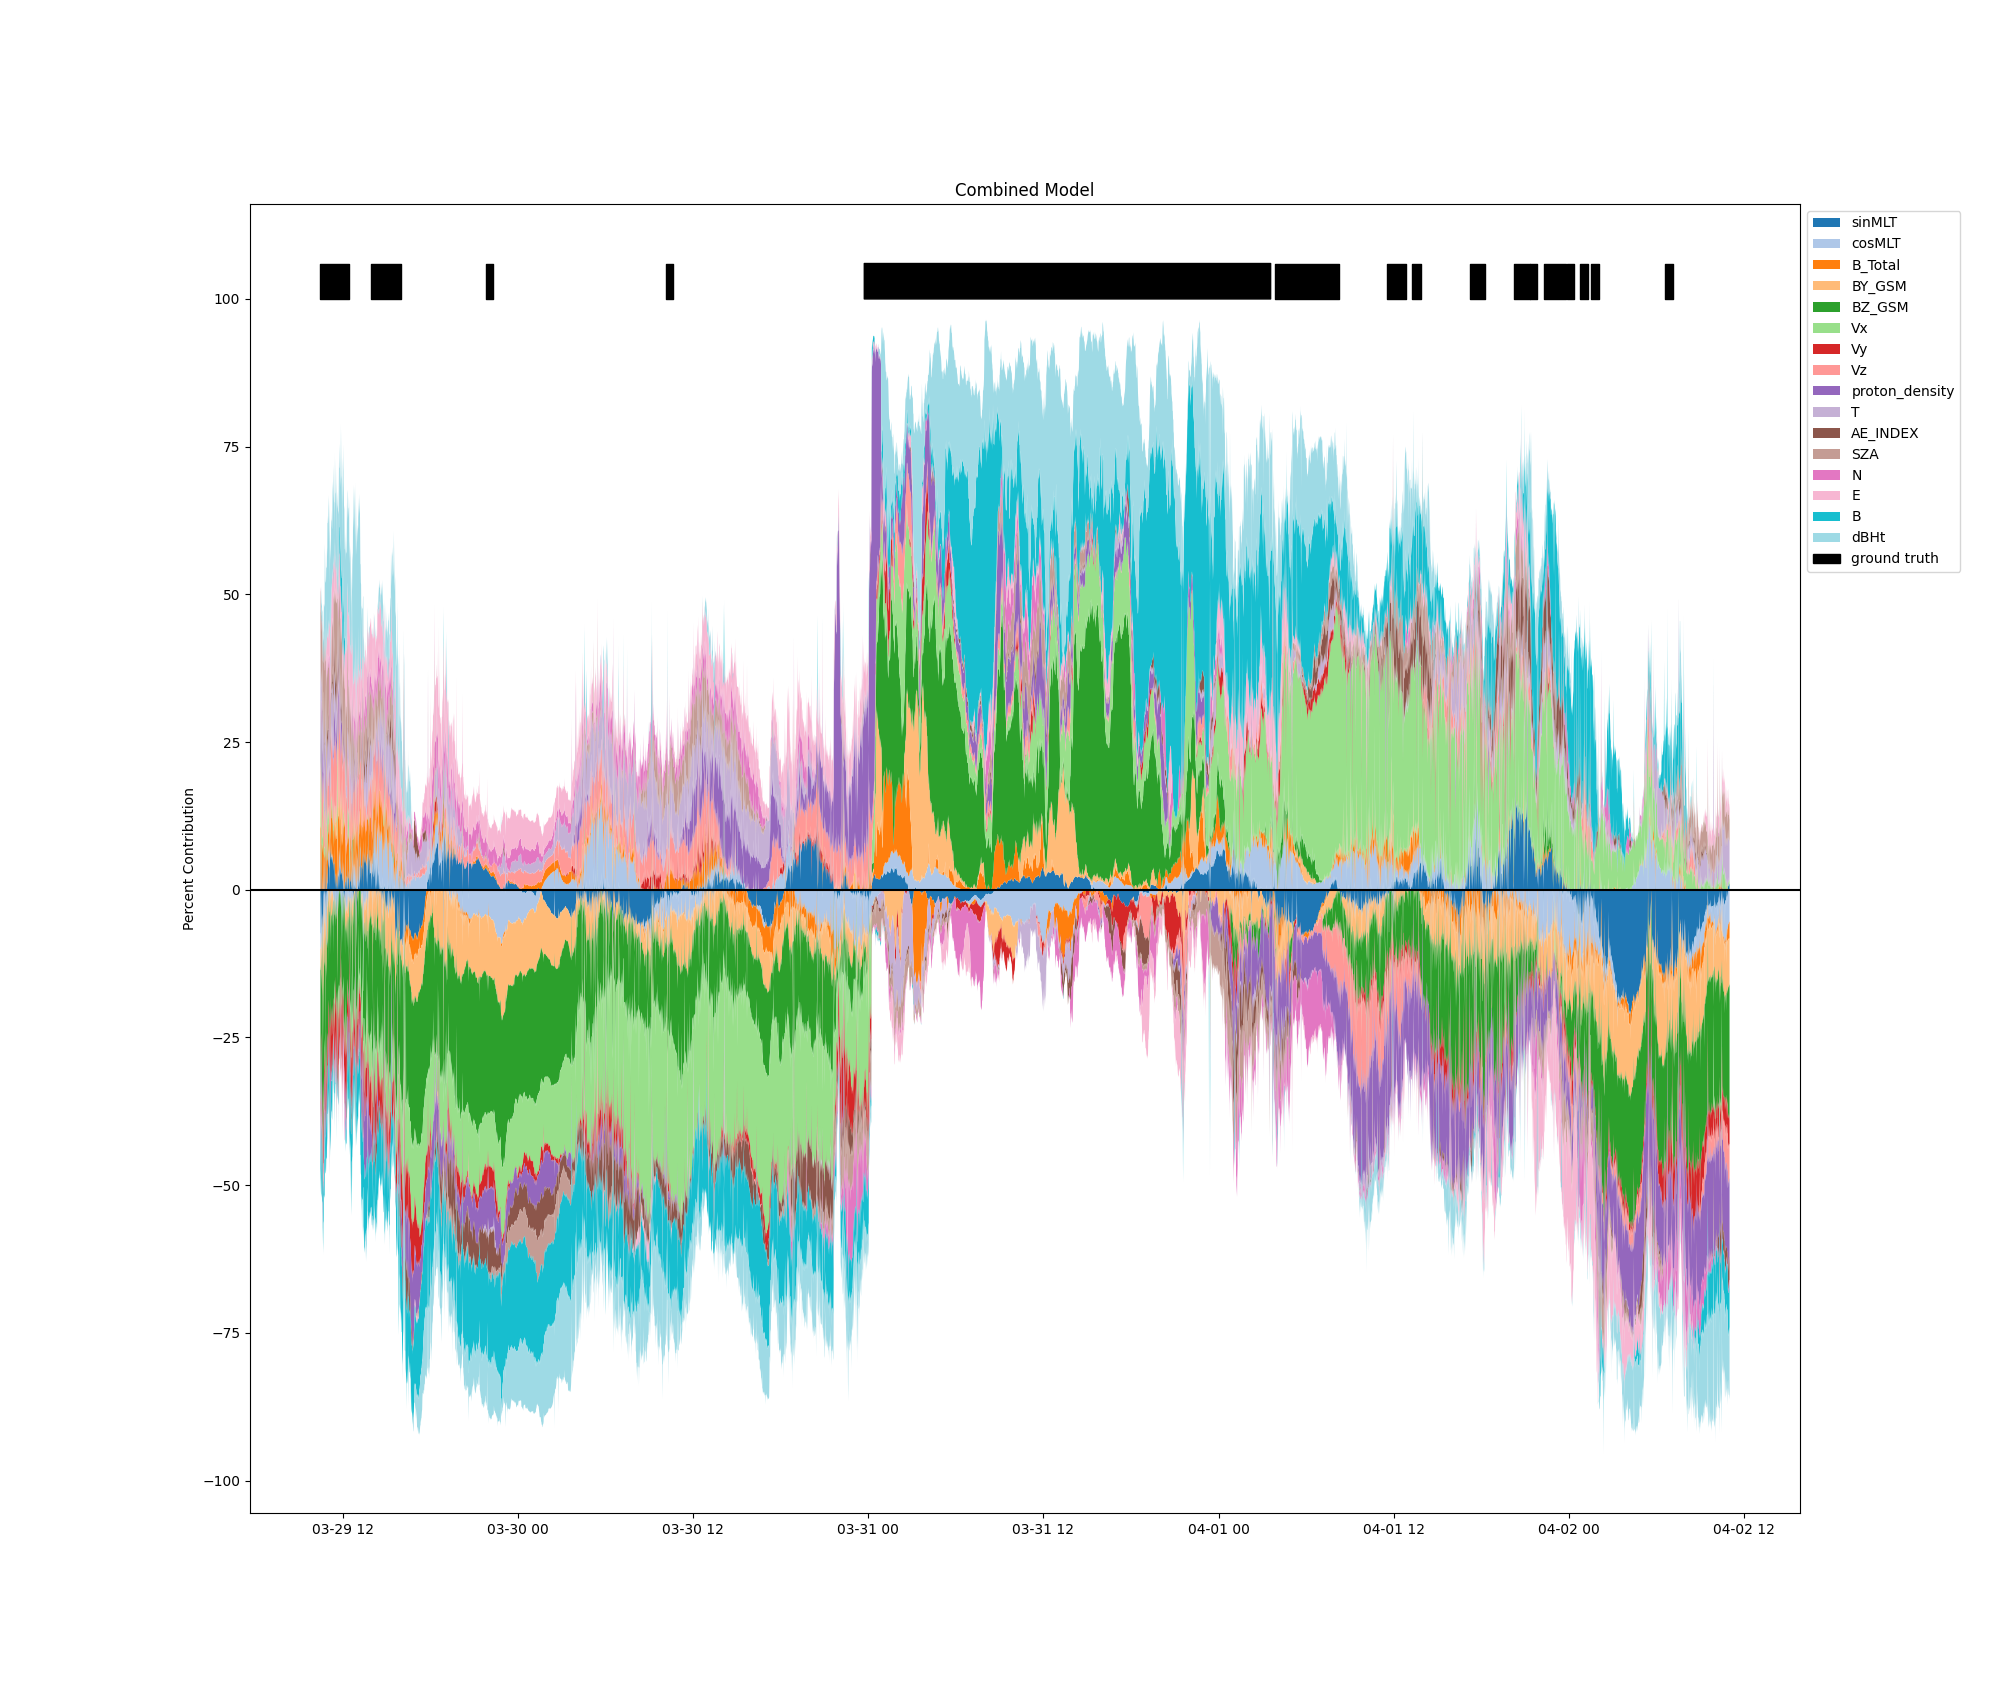 Combined Model
Percent Contribution
100
75
50
25
0
−25
−50
−75
−100
03-29 12
03-30 00
03-30 12
03-31 00
03-31 12
04-01 00
04-01 12
04-02 00
04-02 12
sinMLT
cosMLT
B_Total
BY_GSM
BZ_GSM
Vx
Vy
Vz
proton_density
T
AE_INDEX
SZA
N
E
B
dBHt
ground truth